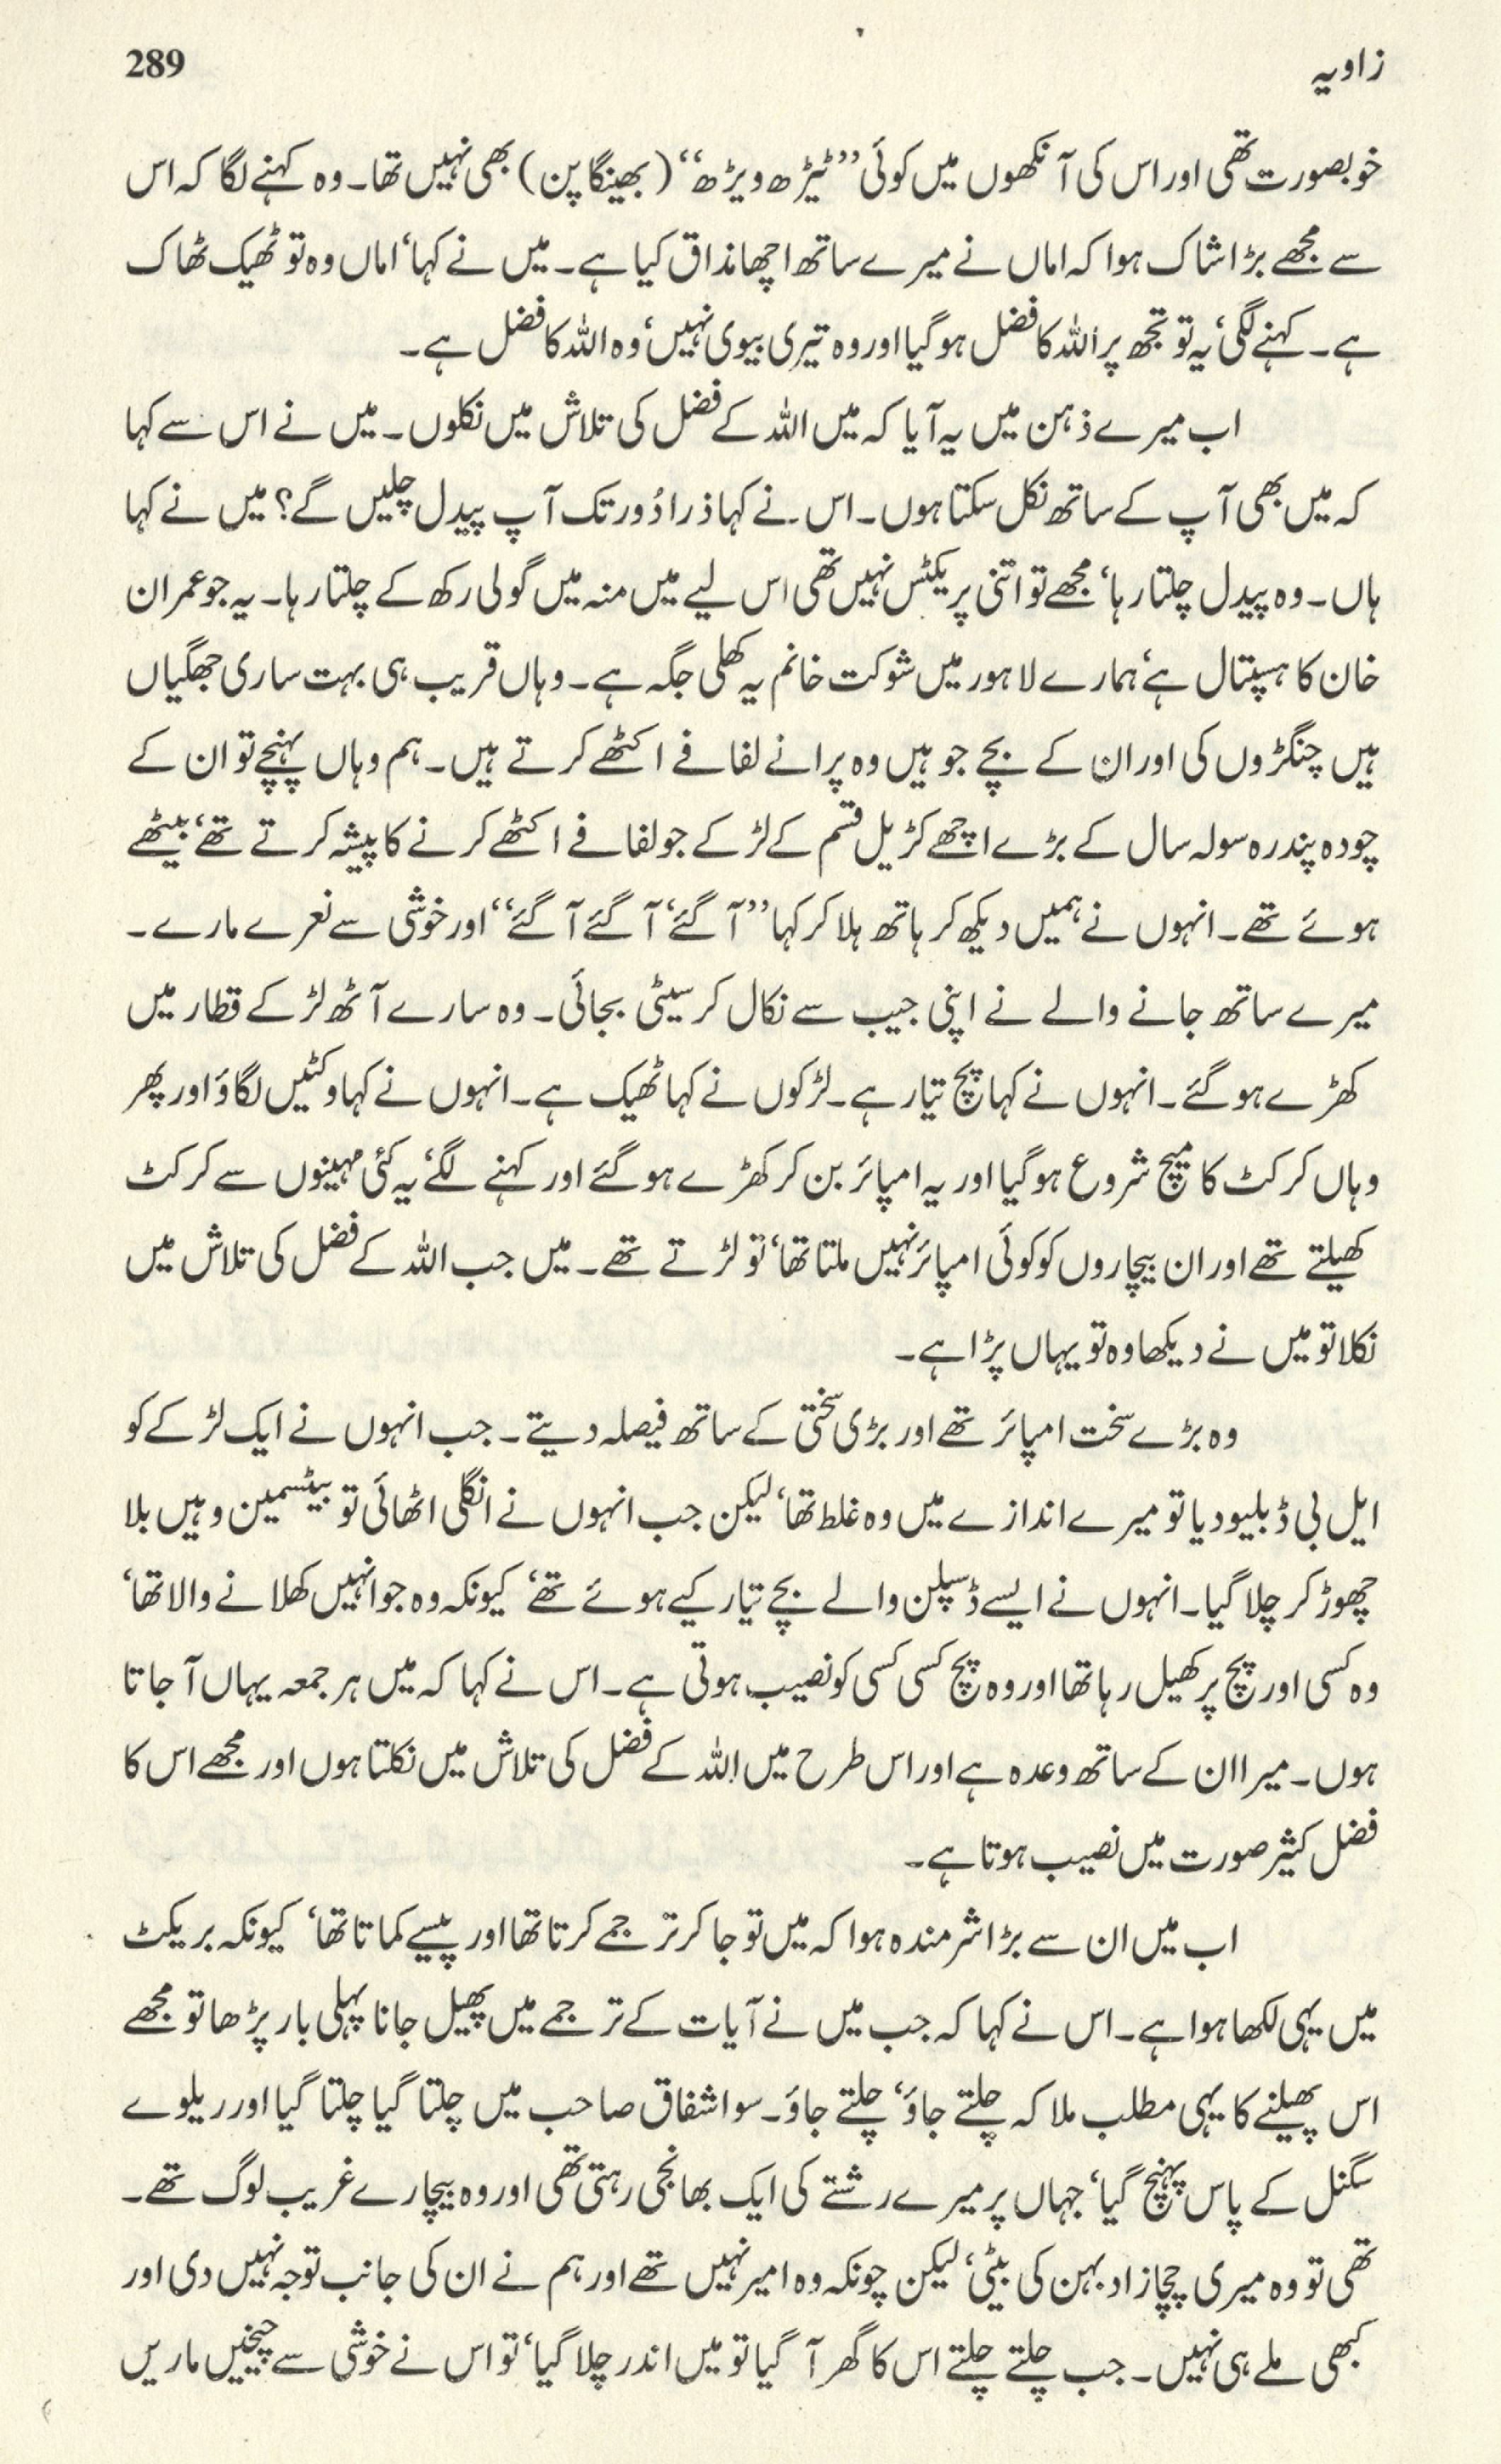 زاویہ 289
خوبصورت تھی اور اس کی آنکھوں میں کوئی ’’ٹیڑھ ویڑھ‘‘ (بھینگا پن) بھی نہیں تھا۔ وہ کہنے لگا کہ اس
سے مجھے بڑا شاک ہوا کہ اماں نے میرے ساتھ اچھا مذاق کیا ہے۔ میں نے کہا‘ اماں وہ تو ٹھیک ٹھاک
ہے۔ کہنے لگی‘ یہ تو تجھ پر اللہ کا فضل ہو گیا اور وہ تیری بیوی نہیں‘ وہ اللہ کا فضل ہے۔
اب میرے ذہن میں یہ آیا کہ میں اللہ کے فضل کی تلاش میں نکلوں۔ میں نے اس سے کہا
کہ میں بھی آپ کے ساتھ نکل سکتا ہوں۔ اس نے کہا ذرا دُور تک آپ پیدل چلیں گے؟ میں نے کہا
ہاں۔ وہ پیدل چلتا رہا‘ مجھے تو اتنی پریکٹس نہیں تھی اس لیے میں منہ میں گولی رکھ کے چلتا رہا۔ یہ جو عمران
خان کا ہسپتال ہے‘ ہمارے لاہور میں شوکت خانم یہ کھلی جگہ ہے۔ وہاں قریب ہی بہت ساری جھگیاں
ہیں چنگڑوں کی اور ان کے بچے جو ہیں وہ پرانے لفافے اکٹھے کرتے ہیں۔ ہم وہاں پہنچے تو ان کے
چودہ پندرہ سولہ سال کے بڑے اچھے کڑیل قسم کے لڑکے جو لفافے اکٹھے کرنے کا پیشہ کرتے تھے‘ بیٹھے
ہوئے تھے۔ انہوں نے ہمیں دیکھ کر ہاتھ ہلا کر کہا ’’آ گئے‘ آ گئے آ گئے‘‘ اور خوشی سے نعرے مارے۔
میرے ساتھ جانے والے نے اپنی جیب سے نکال کر سیٹی بجائی۔ وہ سارے آٹھ لڑکے قطار میں
کھڑے ہو گئے۔ انہوں نے کہا پچ تیار ہے۔ لڑکوں نے کہا ٹھیک ہے۔ انہوں نے کہا وکٹیں لگاؤ اور پھر
وہاں کرکٹ کا میچ شروع ہو گیا اور یہ امپائر بن کر کھڑے ہو گئے اور کہنے لگے‘ یہ کئی مہینوں سے کرکٹ
کھیلتے تھے اور ان بیچاروں کو کوئی امپائر نہیں ملتا تھا‘ تو لڑتے تھے۔ میں جب اللہ کے فضل کی تلاش میں
نکلا تو میں نے دیکھا وہ تو یہاں پڑا ہے۔
وہ بڑے سخت امپائر تھے اور بڑی سختی کے ساتھ فیصلہ دیتے۔ جب انہوں نے ایک لڑکے کو
ایل بی ڈبلیو دیا تو میرے اندازے میں وہ غلط تھا‘ لیکن جب انہوں نے انگلی اٹھائی تو بیٹسمین وہیں بلا
چھوڑ کر چلا گیا۔ انہوں نے ایسے ڈسپلن والے بچے تیار کیے ہوئے تھے‘ کیونکہ وہ جو انہیں کھلانے والا تھا‘
وہ کسی اور پچ پر کھیل رہا تھا اور وہ پچ کسی کسی کو نصیب ہوتی ہے۔ اس نے کہا کہ میں ہر جمعہ یہاں آ جاتا
ہوں۔ میرا ان کے ساتھ وعدہ ہے اور اس طرح میں اللہ کے فضل کی تلاش میں نکلتا ہوں اور مجھے اس کا
فضل کثیر صورت میں نصیب ہوتا ہے۔
اب میں ان سے بڑا شرمندہ ہوا کہ میں تو جا کر ترجمے کرتا تھا اور پیسے کماتا تھا‘ کیونکہ بریکٹ
میں یہی لکھا ہوا ہے۔ اس نے کہا کہ جب میں نے آیات کے ترجمے میں پھیل جانا پہلی بار پڑھا تو مجھے
اس پھیلنے کا یہی مطلب ملا کہ چلتے جاؤ‘ چلتے جاؤ۔ سو اشفاق صاحب میں چلتا گیا چلتا گیا اور ریلوے
سگنل کے پاس پہنچ گیا‘ جہاں پر میرے رشتے کی ایک بھانجی رہتی تھی اور وہ بیچارے غریب لوگ تھے۔
تھی تو وہ میری چچا زاد بہن کی بیٹی‘ لیکن چونکہ وہ امیر نہیں تھے اور ہم نے ان کی جانب توجہ نہیں دی اور
کبھی ملے ہی نہیں۔ جب چلتے چلتے اس کا گھر آ گیا تو میں اندر چلا گیا‘ تو اس نے خوشی سے چیخیں ماریں